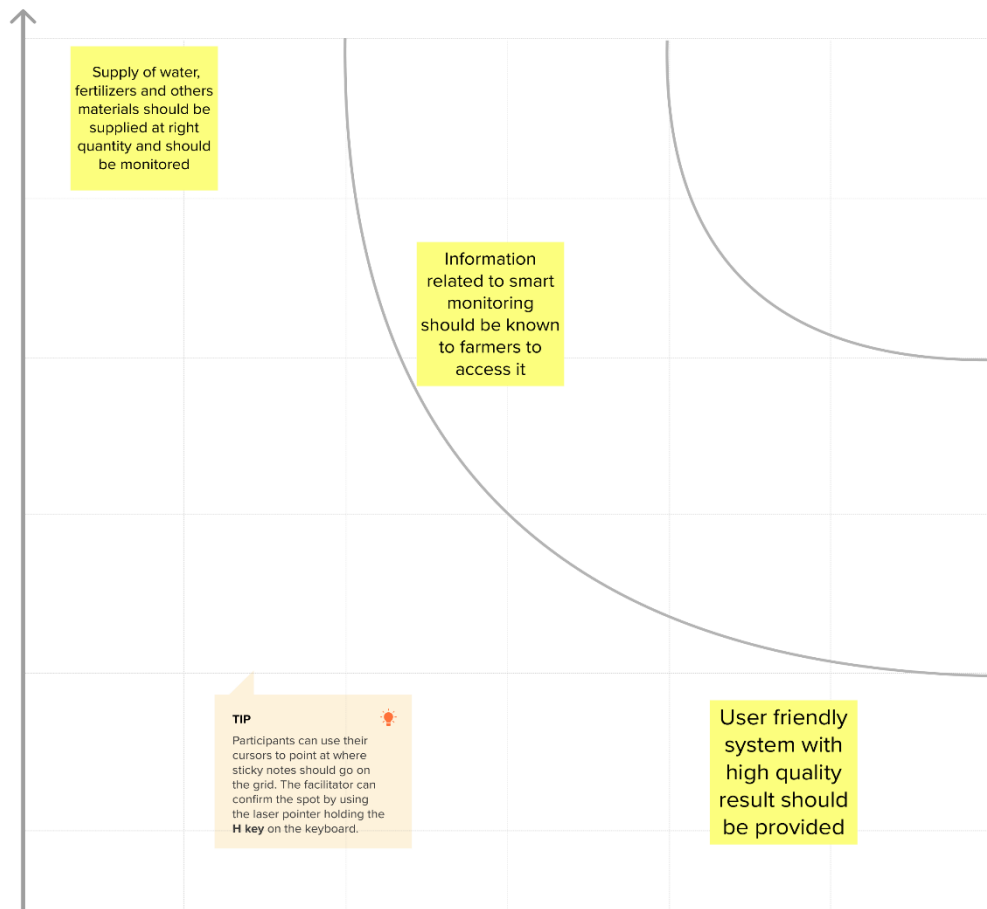 Supply of water,
fertilizers and others
materials should be
supplied at right
quantity and should
be monitored
Information
related to smart
monitoring
should be known
to farmers to
access it
TIP
Participants can use their
cursors to point at where
sticky notes should go on
the grid. The facilitator can
confirm the spot by using
the laser pointer holding the
H key on the keyboard.
User friendly
system with
high quality
result should
be provided